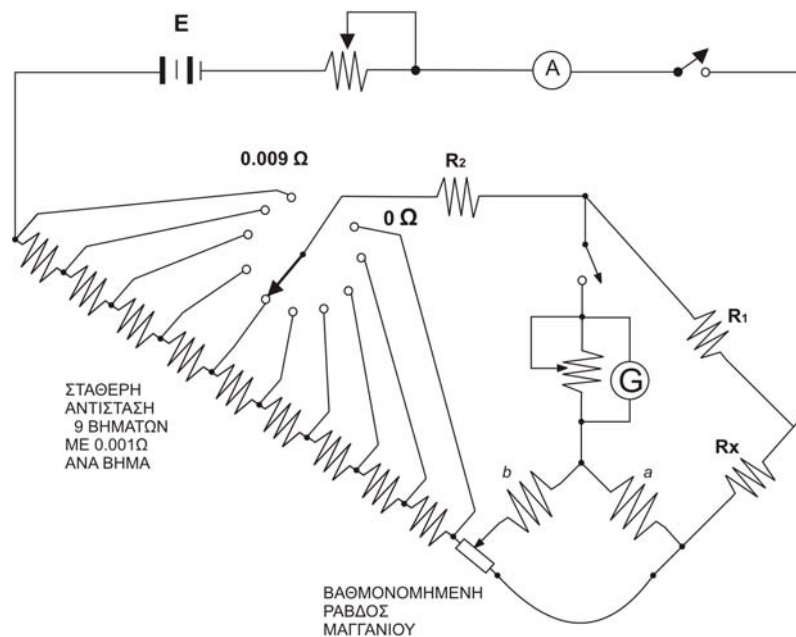 E
A
0.009 Ω
R₂
0 Ω
R₁
G
ΣΤΑΘΕΡΗ
ΑΝΤΙΣΤΑΣΗ
9 ΒΗΜΑΤΩΝ
ΜΕ 0.001Ω
ΑΝΑ ΒΗΜΑ
Rx
b
a
ΒΑΘΜΟΝΟΜΗΜΕΝΗ
ΡΑΒΔΟΣ
ΜΑΓΓΑΝΙΟΥ